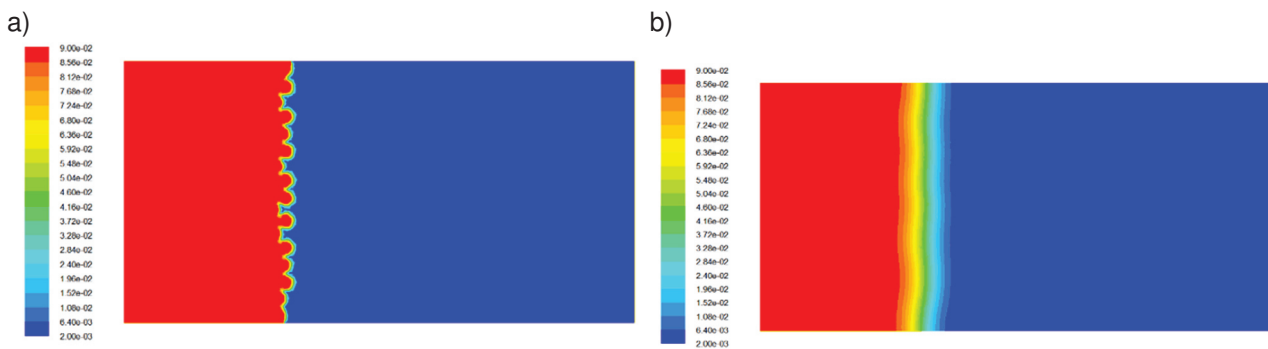 a)
9.00e-02
8.56e-02
8.12e-02
7.68e-02
7.24e-02
6.80e-02
6.36e-02
5.92e-02
5.48e-02
5.04e-02
4.60e-02
4.16e-02
3.72e-02
3.28e-02
2.84e-02
2.40e-02
1.96e-02
1.52e-02
1.08e-02
6.40e-03
2.00e-03
b)
9.00e-02
8.56e-02
8.12e-02
7.68e-02
7.24e-02
6.80e-02
6.36e-02
5.92e-02
5.48e-02
5.04e-02
4.60e-02
4.16e-02
3.72e-02
3.28e-02
2.84e-02
2.40e-02
1.96e-02
1.52e-02
1.08e-02
6.40e-03
2.00e-03